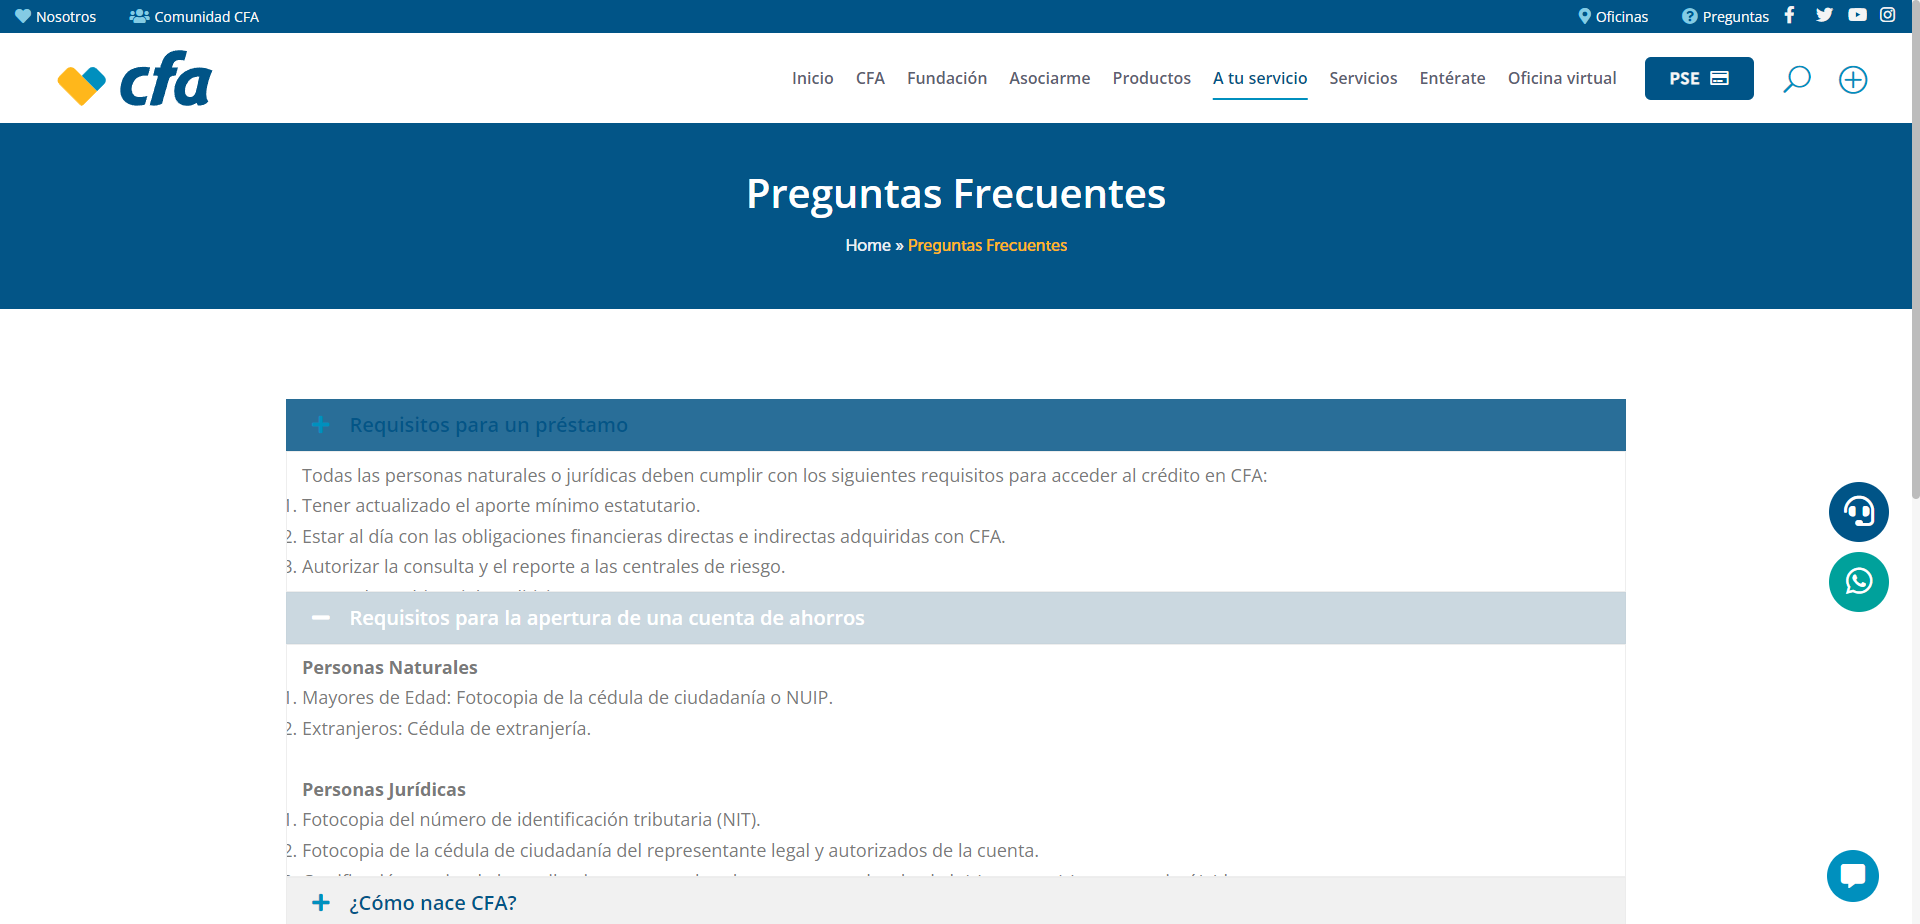 Nosotros Comunidad CFA Oficinas Preguntas
cfa Inicio CFA Fundación Asociarme Productos A tu servicio Servicios Entérate Oficina virtual PSE
Preguntas Frecuentes
Home » Preguntas Frecuentes
Requisitos para un préstamo
Todas las personas naturales o jurídicas deben cumplir con los siguientes requisitos para acceder al crédito en CFA:
1. Tener actualizado el aporte mínimo estatutario.
2. Estar al día con las obligaciones financieras directas e indirectas adquiridas con CFA.
3. Autorizar la consulta y el reporte a las centrales de riesgo.
Requisitos para la apertura de una cuenta de ahorros
Personas Naturales
1. Mayores de Edad: Fotocopia de la cédula de ciudadanía o NUIP.
2. Extranjeros: Cédula de extranjería.
Personas Jurídicas
1. Fotocopia del número de identificación tributaria (NIT).
2. Fotocopia de la cédula de ciudadanía del representante legal y autorizados de la cuenta.
¿Cómo nace CFA?